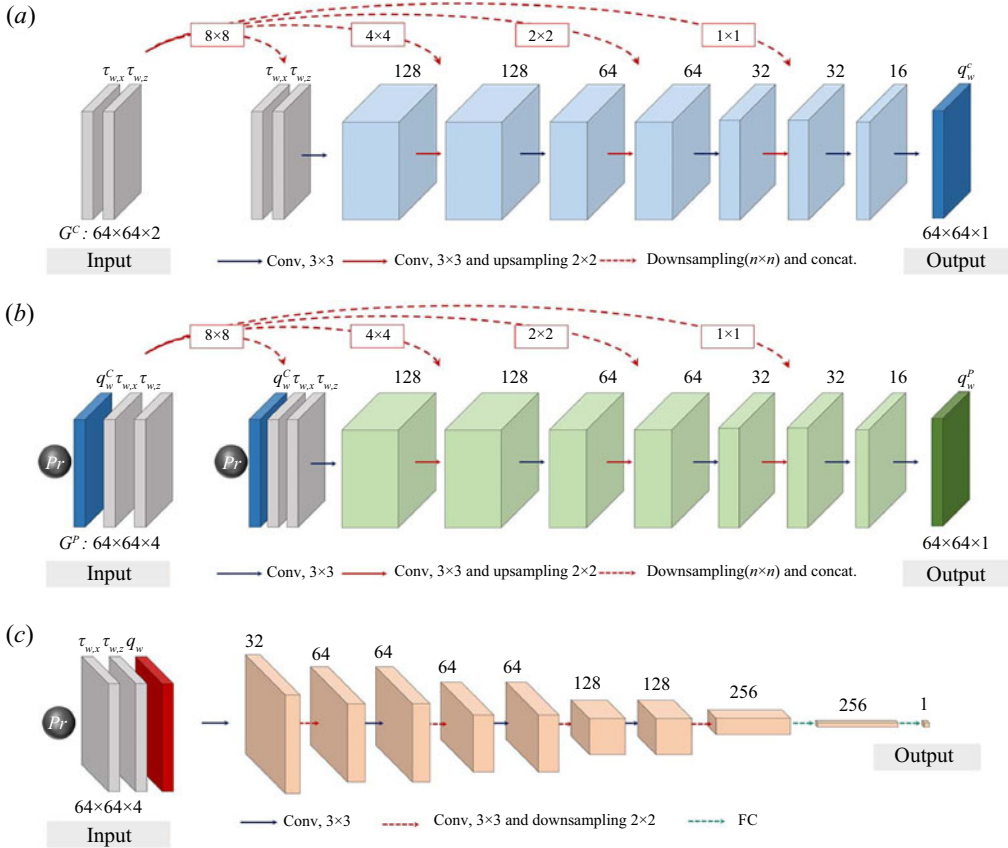 (a)
8×8 4×4 2×2 1×1
τw,x τw,z τw,x τw,z 128 128 64 64 32 32 16 q_w^c
G^C: 64×64×2 64×64×1
Input Conv, 3×3 Conv, 3×3 and upsampling 2×2 Downsampling(n×n) and concat. Output
(b)
8×8 4×4 2×2 1×1
q_w^C τw,x τw,z q_w^C τw,x τw,z 128 128 64 64 32 32 16 q_w^P
Pr Pr
G^P: 64×64×4 64×64×1
Input Conv, 3×3 Conv, 3×3 and upsampling 2×2 Downsampling(n×n) and concat. Output
(c)
τw,x τw,z q_w 32 64 64 64 64 128 128 256 256 1
Pr
Output
64×64×4
Input Conv, 3×3 Conv, 3×3 and downsampling 2×2 FC